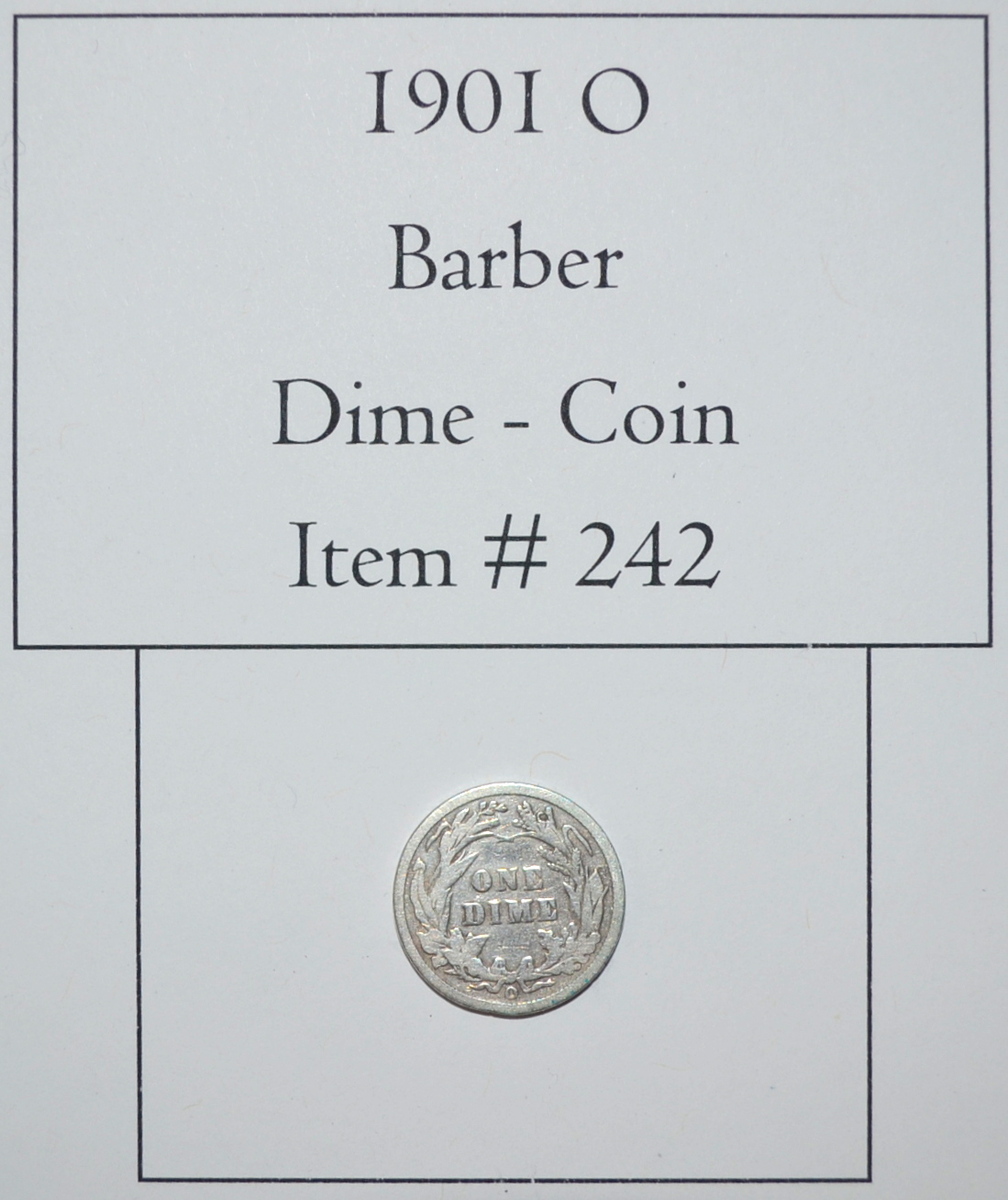 1901 O
Barber
Dime - Coin
Item # 242
ONE
DIME
O